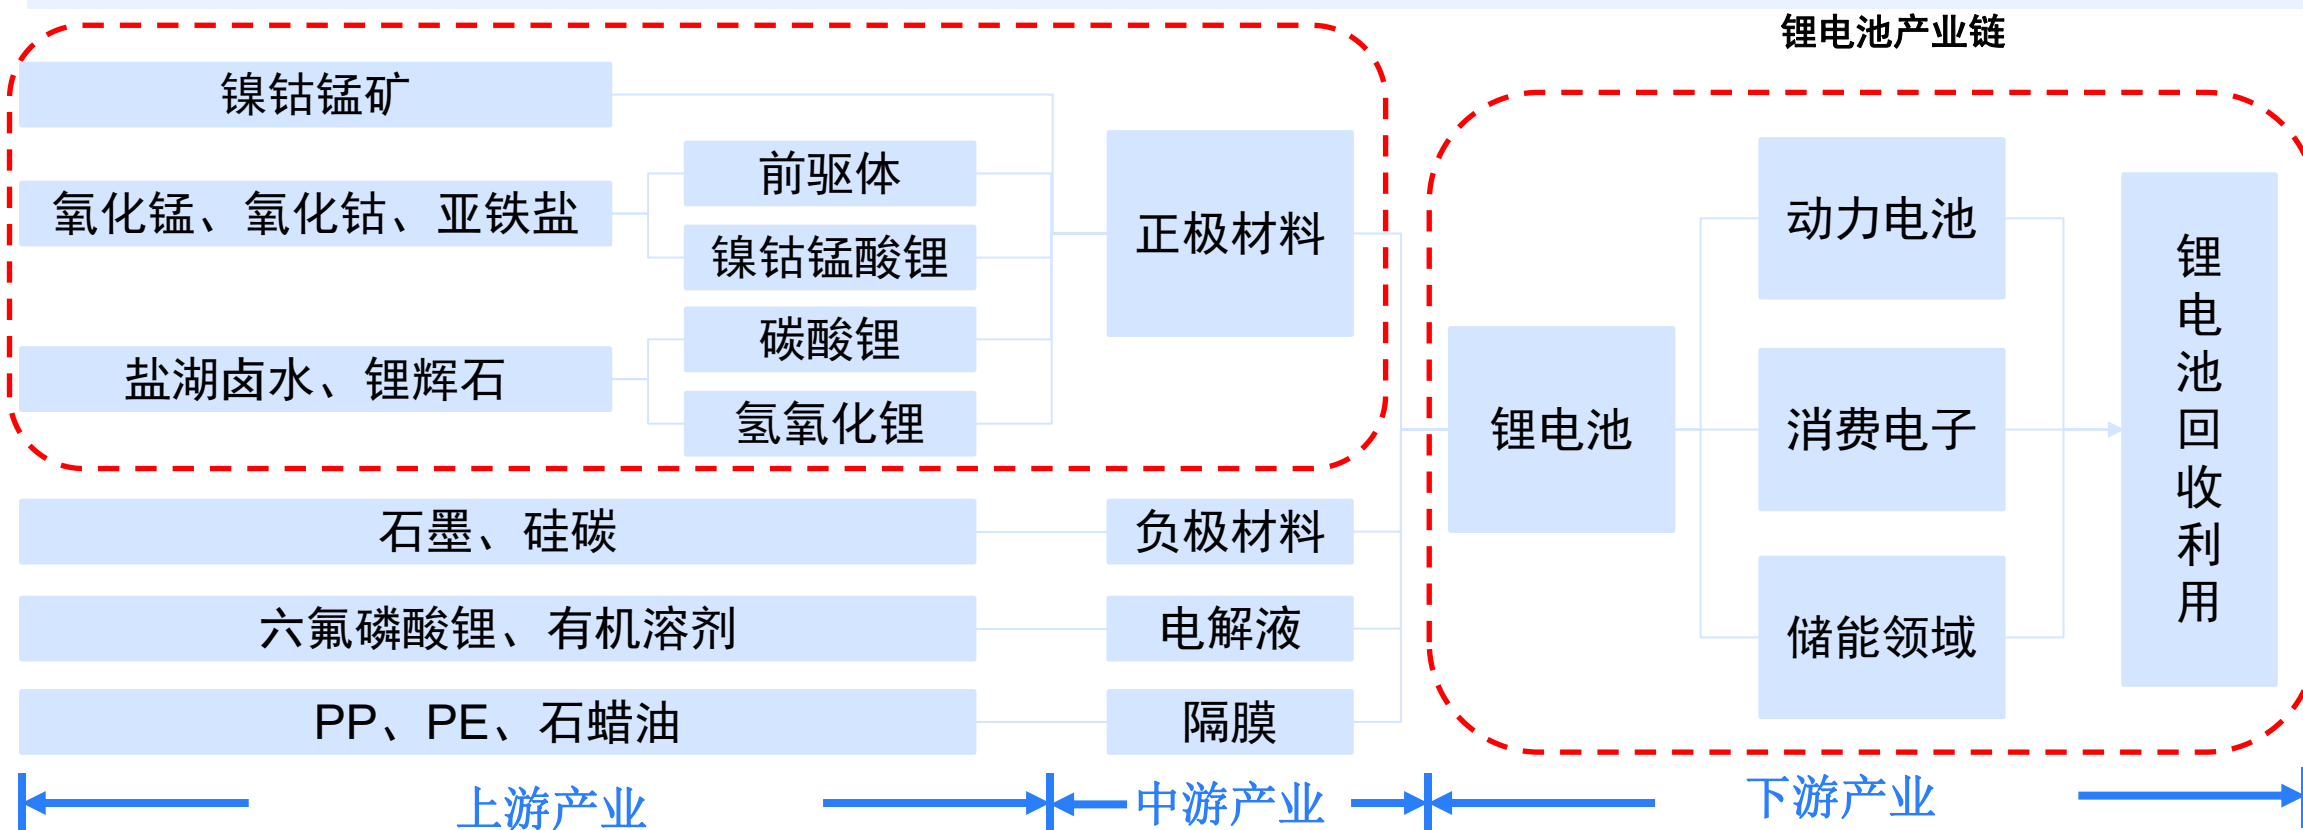 锂电池产业链
镍钴锰矿
氧化锰、氧化钴、亚铁盐
前驱体
镍钴锰酸锂
盐湖卤水、锂辉石
碳酸锂
氢氧化锂
正极材料
石墨、硅碳
负极材料
六氟磷酸锂、有机溶剂
电解液
PP、PE、石蜡油
隔膜
锂电池
动力电池
消费电子
储能领域
锂电池回收利用
上游产业
中游产业
下游产业